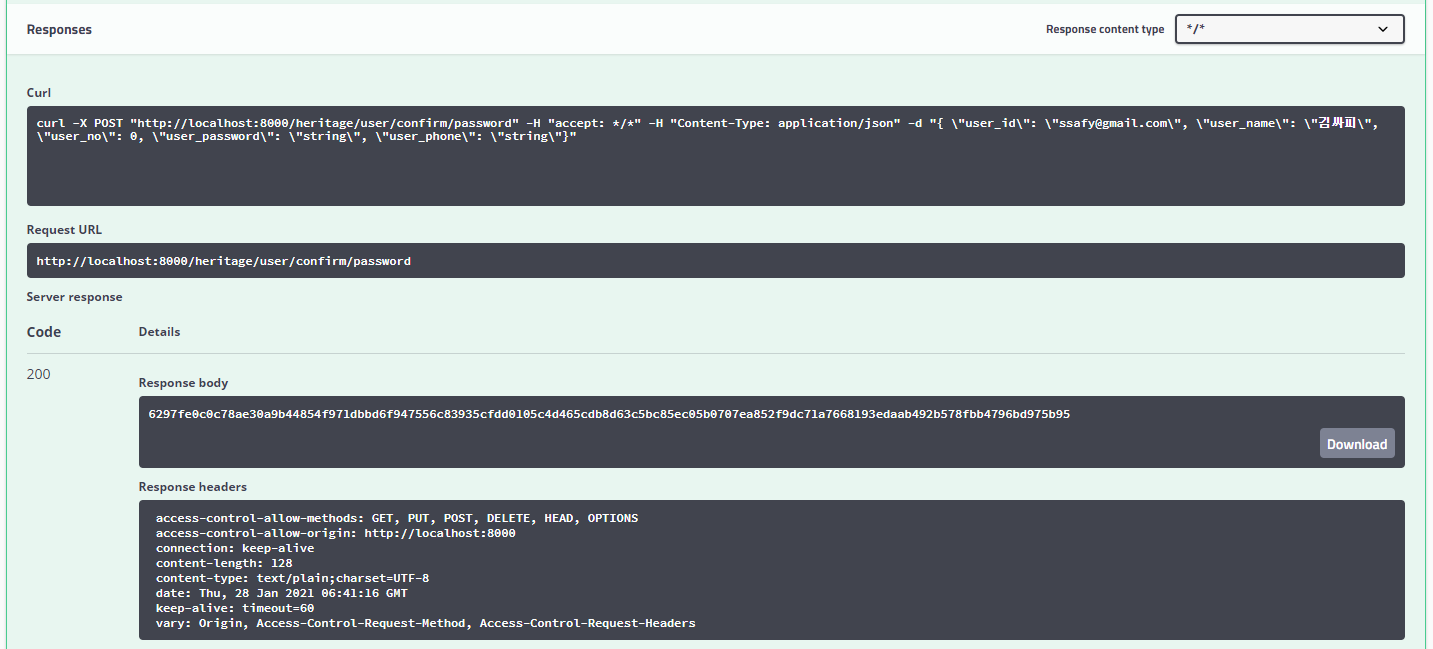 Responses
Response content type
*/*
Curl
curl -X POST "http://localhost:8000/heritage/user/confirm/password" -H "accept: */*" -H "Content-Type: application/json" -d "{ \"user_id\": \"ssafy@gmail.com\", \"user_name\": \"김싸피\",
\"user_no\": 0, \"user_password\": \"string\", \"user_phone\": \"string\"}"
Request URL
http://localhost:8000/heritage/user/confirm/password
Server response
Code Details
200
Response body
6297fe0c0c78ae30a9b44854f971dbbd6f947556c83935cfdd0105c4d465cdb8d63c5bc85ec05b0707ea852f9dc71a7668193edaab492b578fbb4796bd975b95
Download
Response headers
access-control-allow-methods: GET, PUT, POST, DELETE, HEAD, OPTIONS
access-control-allow-origin: http://localhost:8000
connection: keep-alive
content-length: 128
content-type: text/plain;charset=UTF-8
date: Thu, 28 Jan 2021 06:41:16 GMT
keep-alive: timeout=60
vary: Origin, Access-Control-Request-Method, Access-Control-Request-Headers